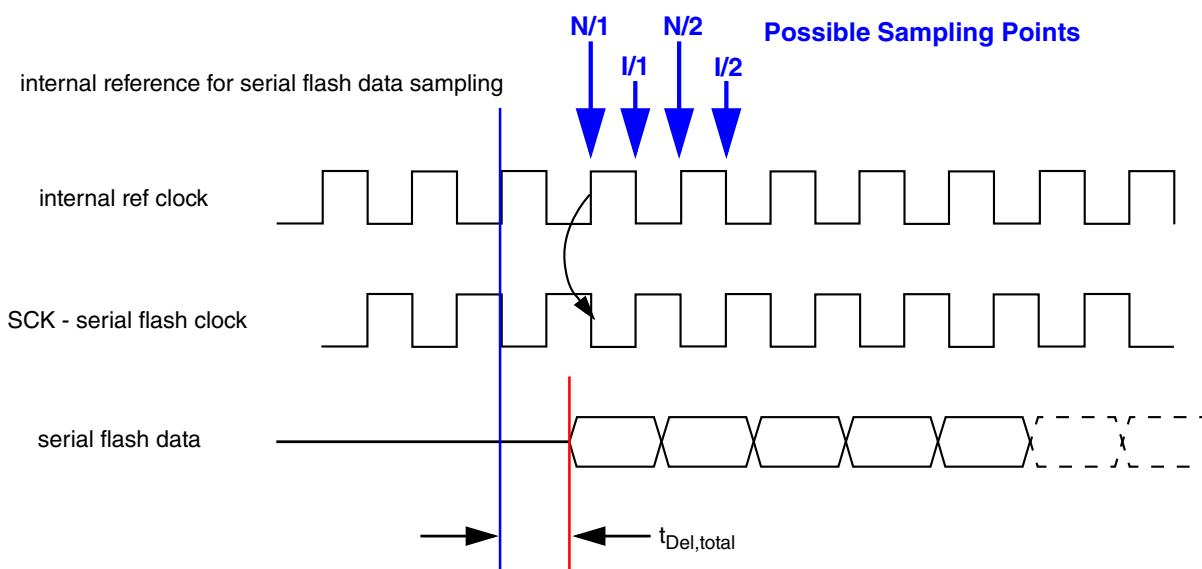 N/1
N/2
Possible Sampling Points
I/1
I/2
internal reference for serial flash data sampling
internal ref clock
SCK - serial flash clock
serial flash data
tDel,total